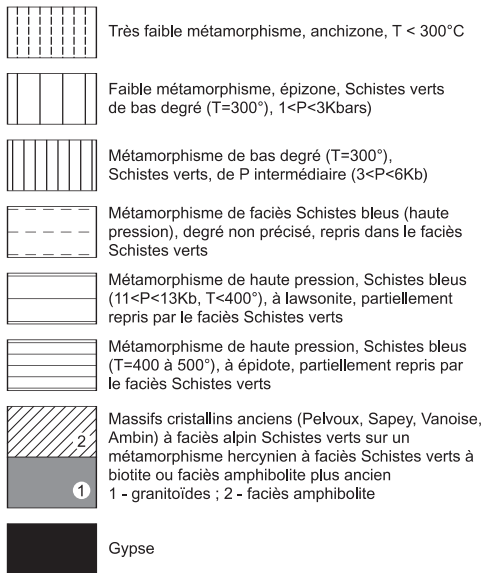 Très faible métamorphisme, anchizone, T < 300°C
Faible métamorphisme, épizone, Schistes verts
de bas degré (T=300°), 1<P<3Kbars)
Métamorphisme de bas degré (T=300°),
Schistes verts, de P intermédiaire (3<P<6Kb)
Métamorphisme de faciès Schistes bleus (haute
pression), degré non précisé, repris dans le faciès
Schistes verts
Métamorphisme de haute pression, Schistes bleus
(11<P<13Kb, T<400°), à lawsonite, partiellement
repris par le faciès Schistes verts
Métamorphisme de haute pression, Schistes bleus
(T=400 à 500°), à épidote, partiellement repris par
le faciès Schistes verts
2
1
Massifs cristallins anciens (Pelvoux, Sapey, Vanoise,
Ambin) à faciès alpin Schistes verts sur un
métamorphisme hercynien à faciès Schistes verts à
biotite ou faciès amphibolite plus ancien
1 - granitoïdes ; 2 - faciès amphibolite
Gypse